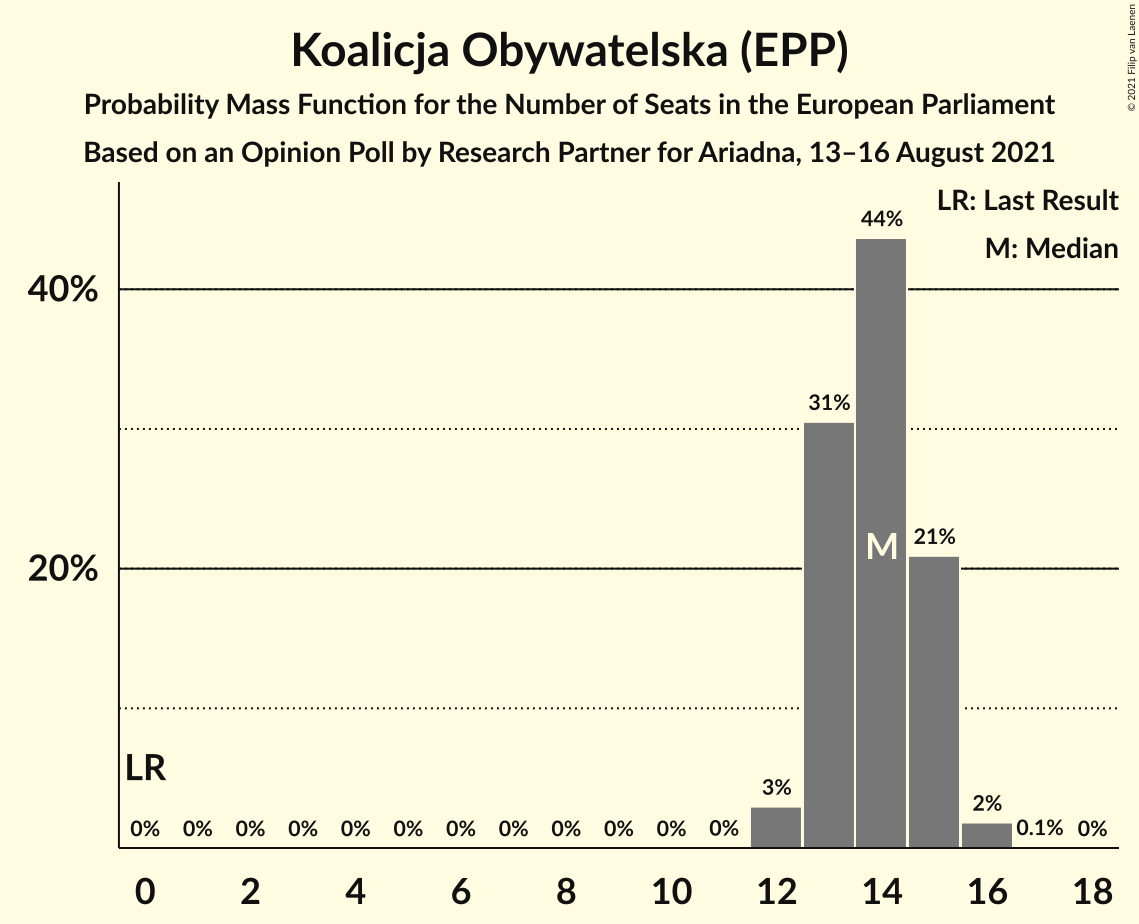 Koalicja Obywatelska (EPP)
Probability Mass Function for the Number of Seats in the European Parliament
Based on an Opinion Poll by Research Partner for Ariadna, 13–16 August 2021
© 2021 Filip van Laenen
LR: Last Result
M: Median
44%
40%
31%
M
21%
20%
LR
3%
2%
0% 0% 0% 0% 0% 0% 0% 0% 0% 0% 0% 0% 0.1% 0%
0 2 4 6 8 10 12 14 16 18